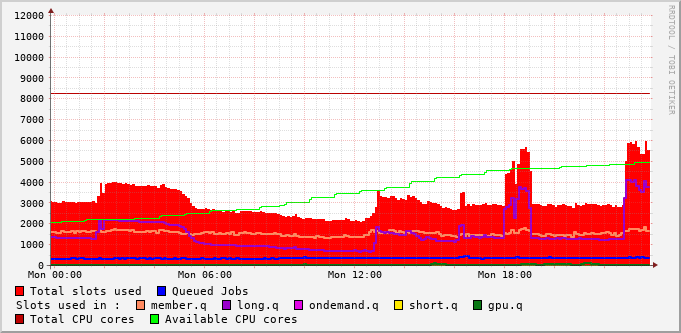 12000
11000
10000
9000
8000
7000
6000
5000
4000
3000
2000
1000
0
Mon 00:00 Mon 06:00 Mon 12:00 Mon 18:00
RRDTOOL / TOBI OETIKER
Total slots used Queued Jobs
Slots used in : member.q long.q ondemand.q short.q gpu.q
Total CPU cores Available CPU cores